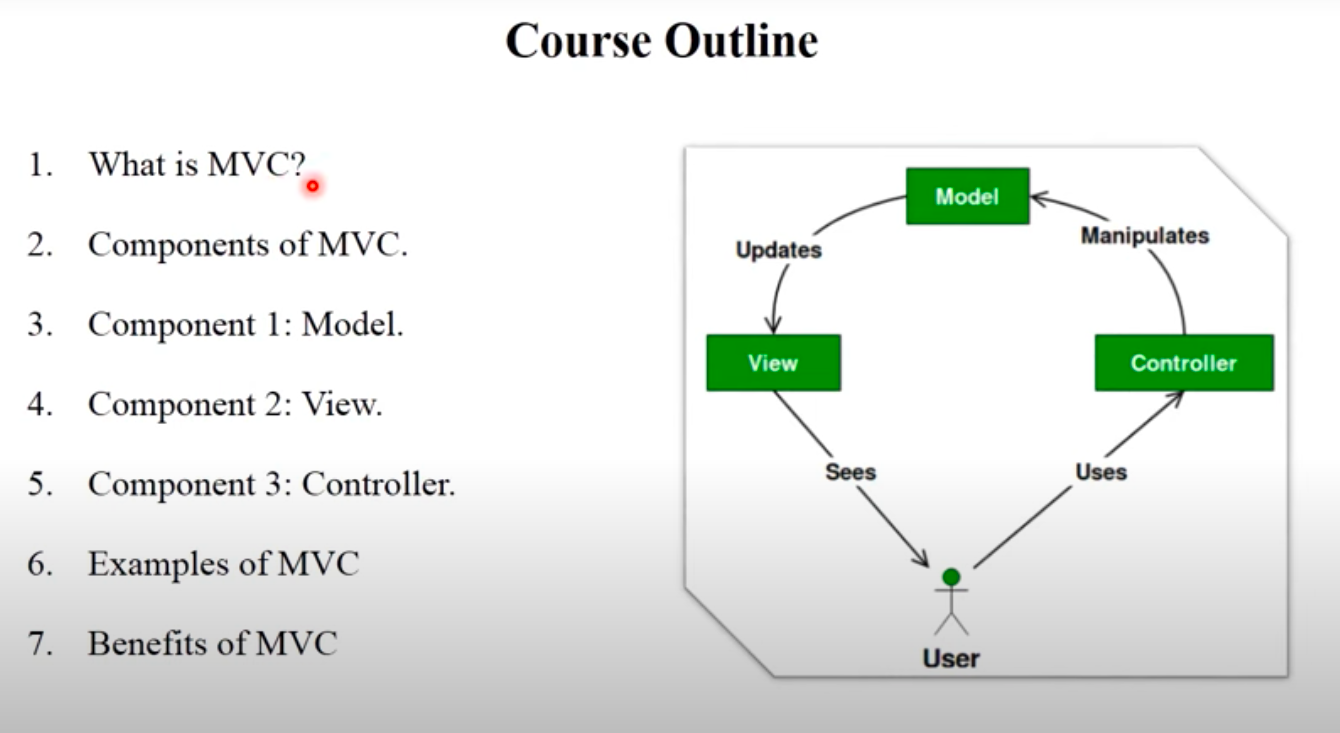 Course Outline
1. What is MVC?
2. Components of MVC.
3. Component 1: Model.
4. Component 2: View.
5. Component 3: Controller.
6. Examples of MVC
7. Benefits of MVC
Model
Updates
Manipulates
View
Controller
Sees
Uses
User